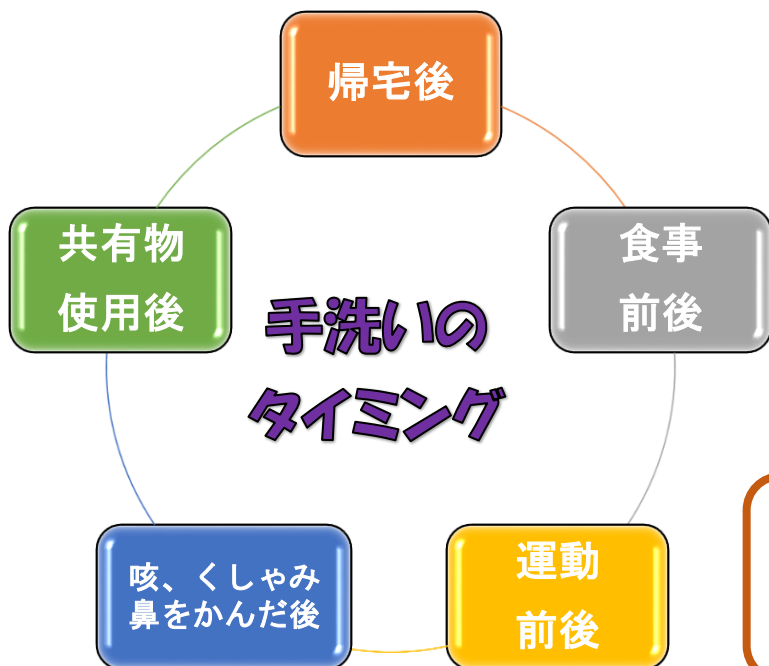 帰宅後
食事
前後
運動
前後
咳、くしゃみ
鼻をかんだ後
共有物
使用後
手洗いの
タイミング